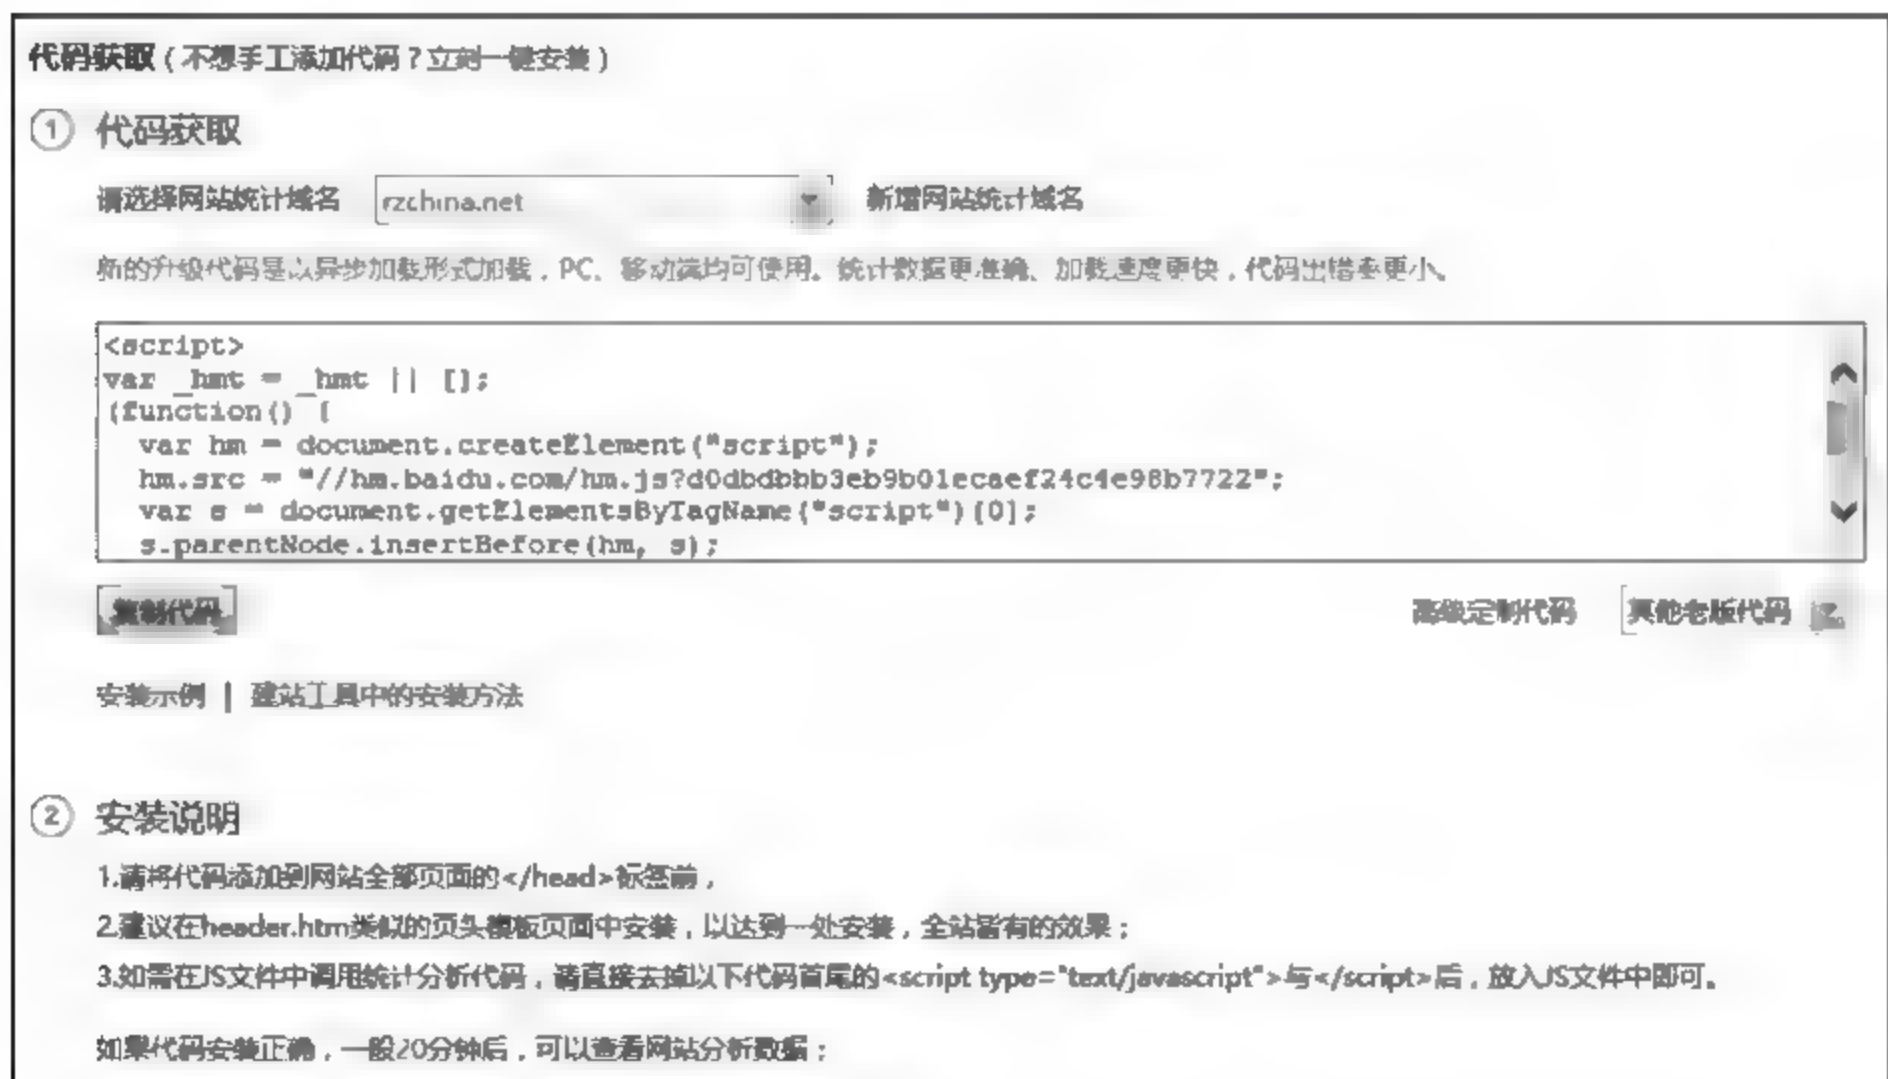 代码获取(不想手工添加代码?立刻一键安装)
① 代码获取
请选择网站统计域名 rzchina.net 新增网站统计域名
新的升级代码是以异步加载形式加载,PC、移动端均可使用。统计数据更准确、加载速度更快,代码出错率更小。
<script>
var _hmt = _hmt || [];
(function() {
var hm = document.createElement("script");
hm.src = "//hm.baidu.com/hm.js?d0dbdbbb3eb9b01ecaef24c4e98b7722";
var s = document.getElementsByTagName("script")[0];
s.parentNode.insertBefore(hm, s);
复制代码 高级定制代码 其他老版代码
安装示例 | 建站工具中的安装方法
② 安装说明
1.请将代码添加到网站全部页面的</head>标签前;
2.建议在header.htm类似的页头模板页面中安装,以达到一处安装,全站皆有的效果;
3.如需在JS文件中调用统计分析代码,请直接去掉以下代码首尾的<script type="text/javascript">与</script>后,放入JS文件中即可。
如果代码安装正确,一般20分钟后,可以查看网站分析数据;